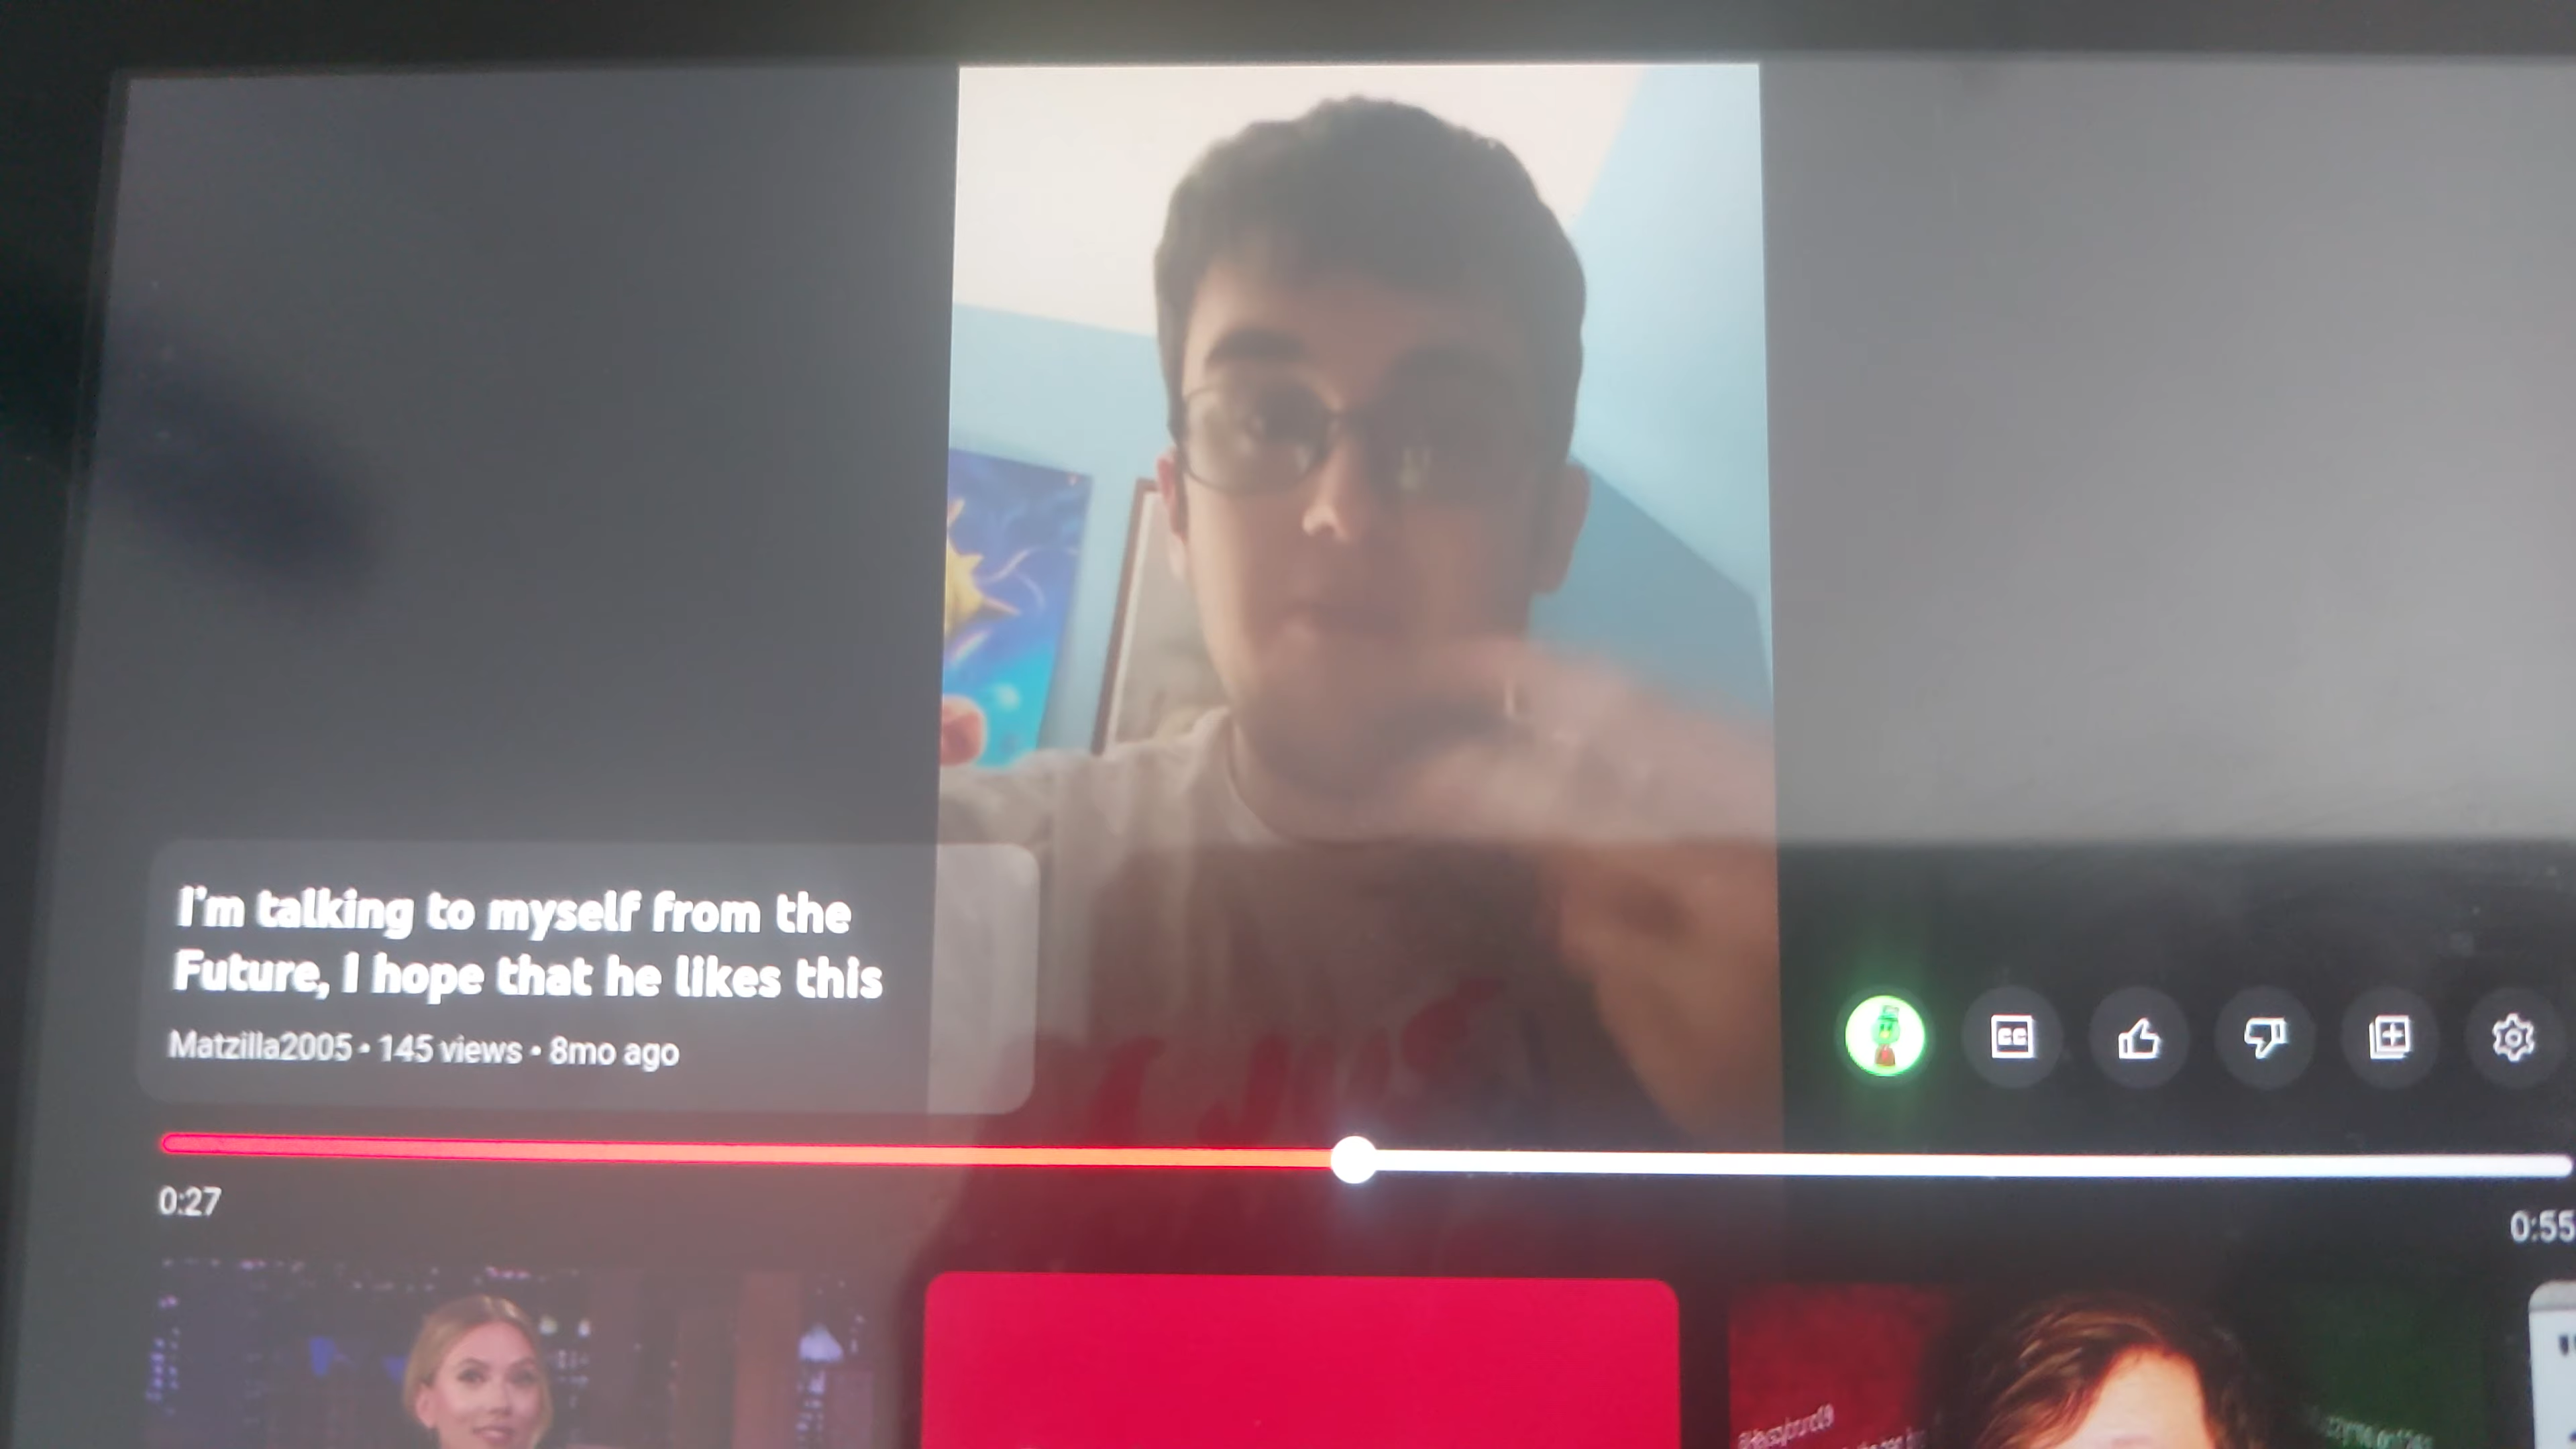 I'm talking to myself from the
Future, I hope that he likes this
Matzilla2005 • 145 views • 8mo ago
CC
0:27
0:55